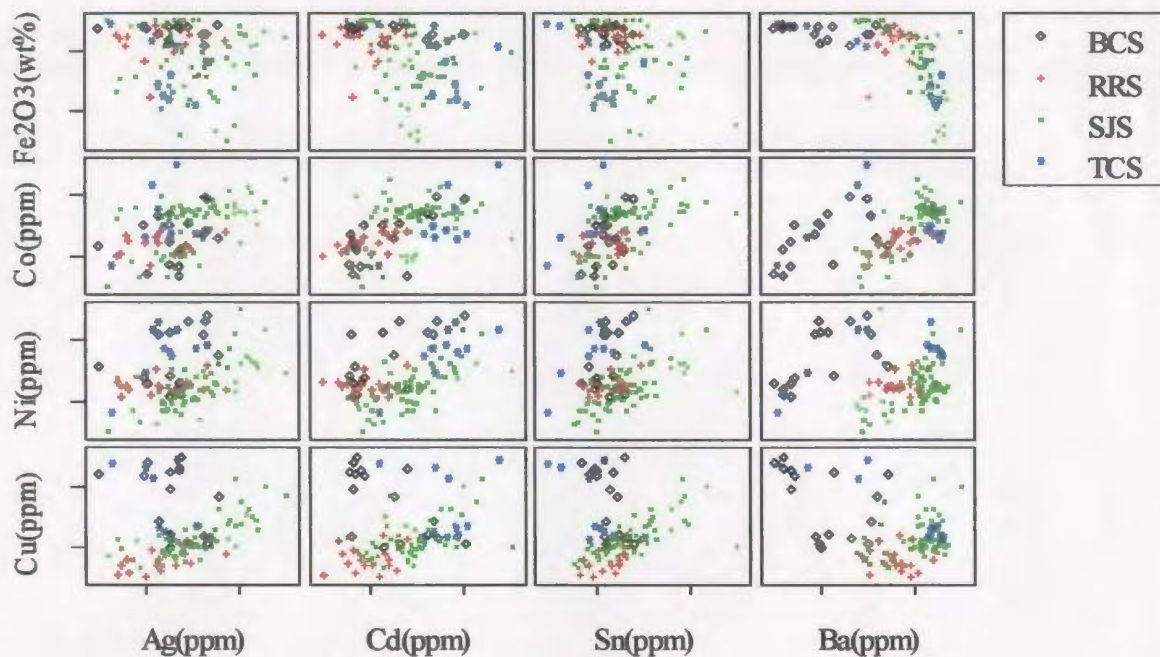 Fe2O3(wt%)
Co(ppm)
Ni(ppm)
Cu(ppm)
Ag(ppm)
Cd(ppm)
Sn(ppm)
Ba(ppm)
BCS
RRS
SJS
TCS